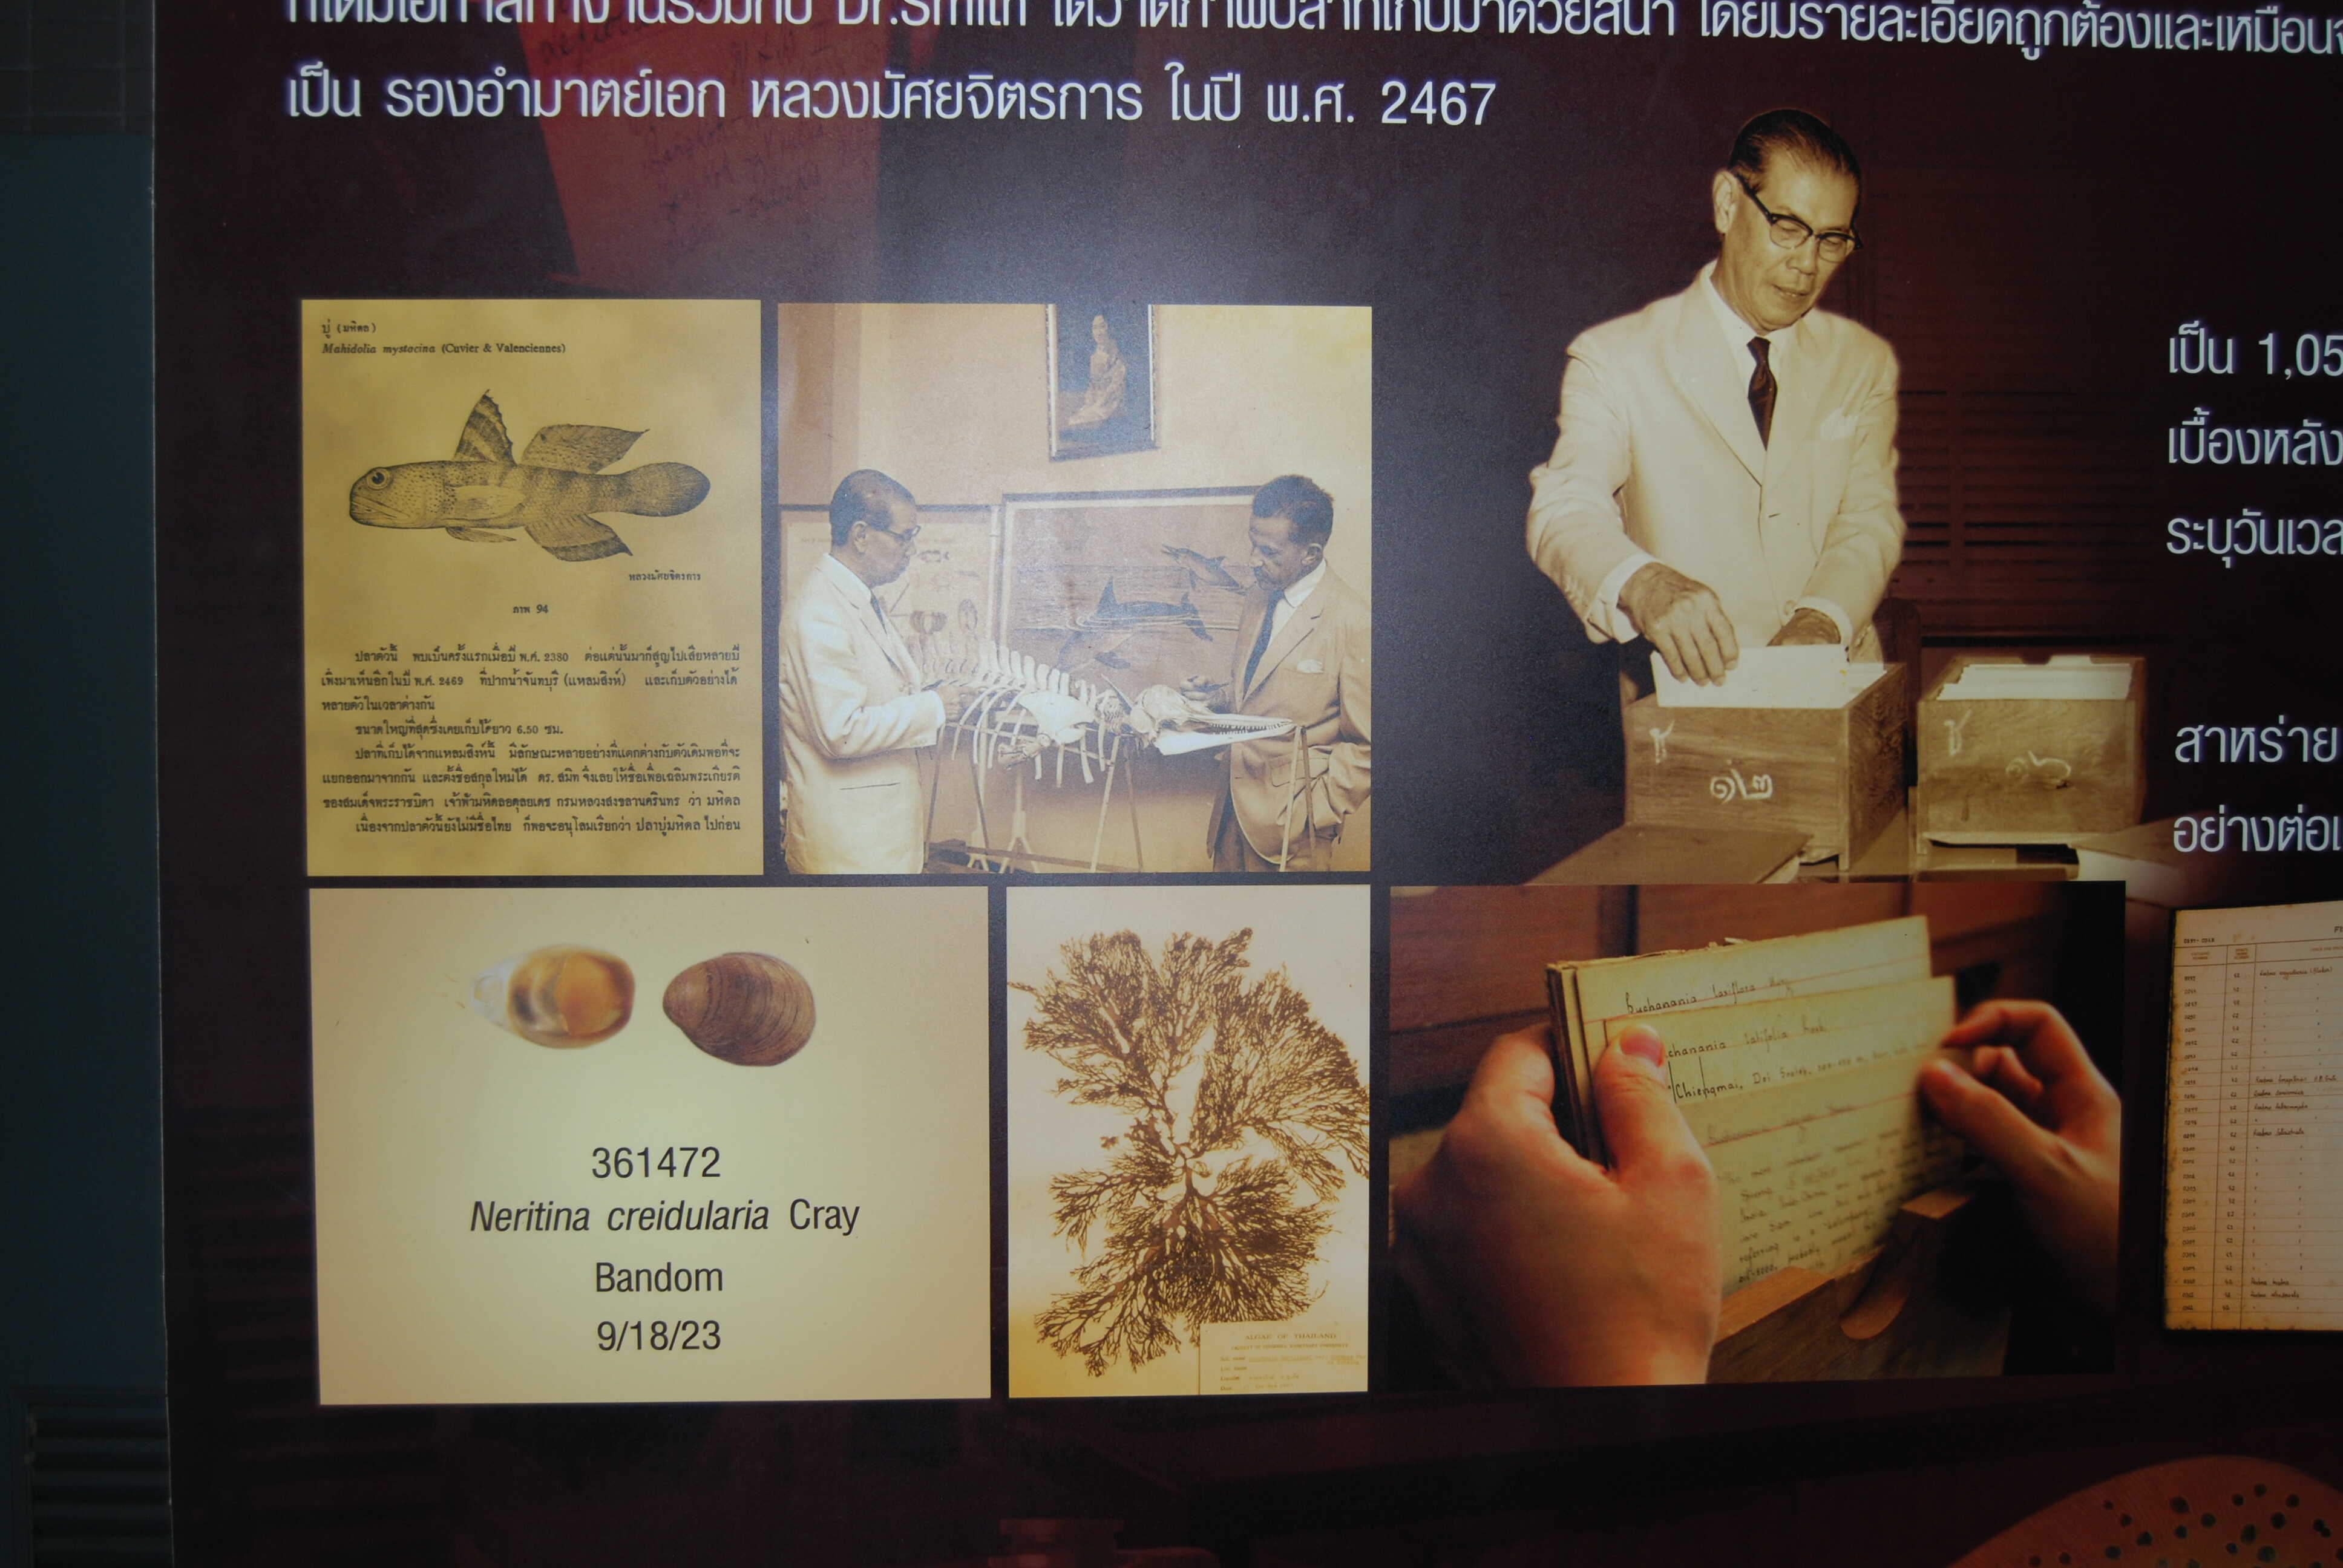 Dr.Smith ได้วาดภาพปลาที่เก็บมาด้วยสีน้ำ โดยมีรายละเอียดถูกต้องและเหมือน
เป็น รองอำมาตย์เอก หลวงมัศยจิตรการ ในปี พ.ศ. 2467
บู่ (มหิดล)
Mahidolia mystacina (Cuvier & Valenciennes)
หลวงมัศยจิตรการ
ภาพ 94
ปลาตัวนี้ พบเป็นครั้งแรกเมื่อปี พ.ศ. 2380 ต่อแต่นั้นมาก็สูญไปเสียหลายปี
เพิ่งมาเห็นอีกในปี พ.ศ. 2469 ที่ปากน้ำจันทบุรี (แหลมสิงห์) และเก็บตัวอย่างได้
หลายตัวในเวลาต่างกัน
ขนาดใหญ่ที่สุดซึ่งเคยเก็บได้ยาว 6.50 ซม.
ปลาที่เก็บได้จากแหลมสิงห์นี้ มีลักษณะหลายอย่างที่แตกต่างกับตัวเดิมพอที่จะ
แยกออกมาจากกัน และตั้งชื่อสกุลใหม่ได้ ดร. สมิท จึงเลยให้ชื่อเพื่อเฉลิมพระเกียรติ
ของสมเด็จพระราชบิดา เจ้าฟ้ามหิดลอดุลยเดช กรมหลวงสงขลานครินทร ว่า มหิดล
เนื่องจากปลาตัวนี้ยังไม่มีชื่อไทย ก็พอจะอนุโลมเรียกว่า ปลาบู่มหิดล ไปก่อน
ซ
๑๒
ซ
๑๖
เป็น 1,05
เบื้องหลัง
ระบุวันเวล
สาหร่าย
อย่างต่อเ
361472
Neritina creidularia Cray
Bandom
9/18/23
ALGAE OF THAILAND
Buchanania laxiflora Kurz
chanania latifolia Roxb.
Chiengmai, Doi Sutep,